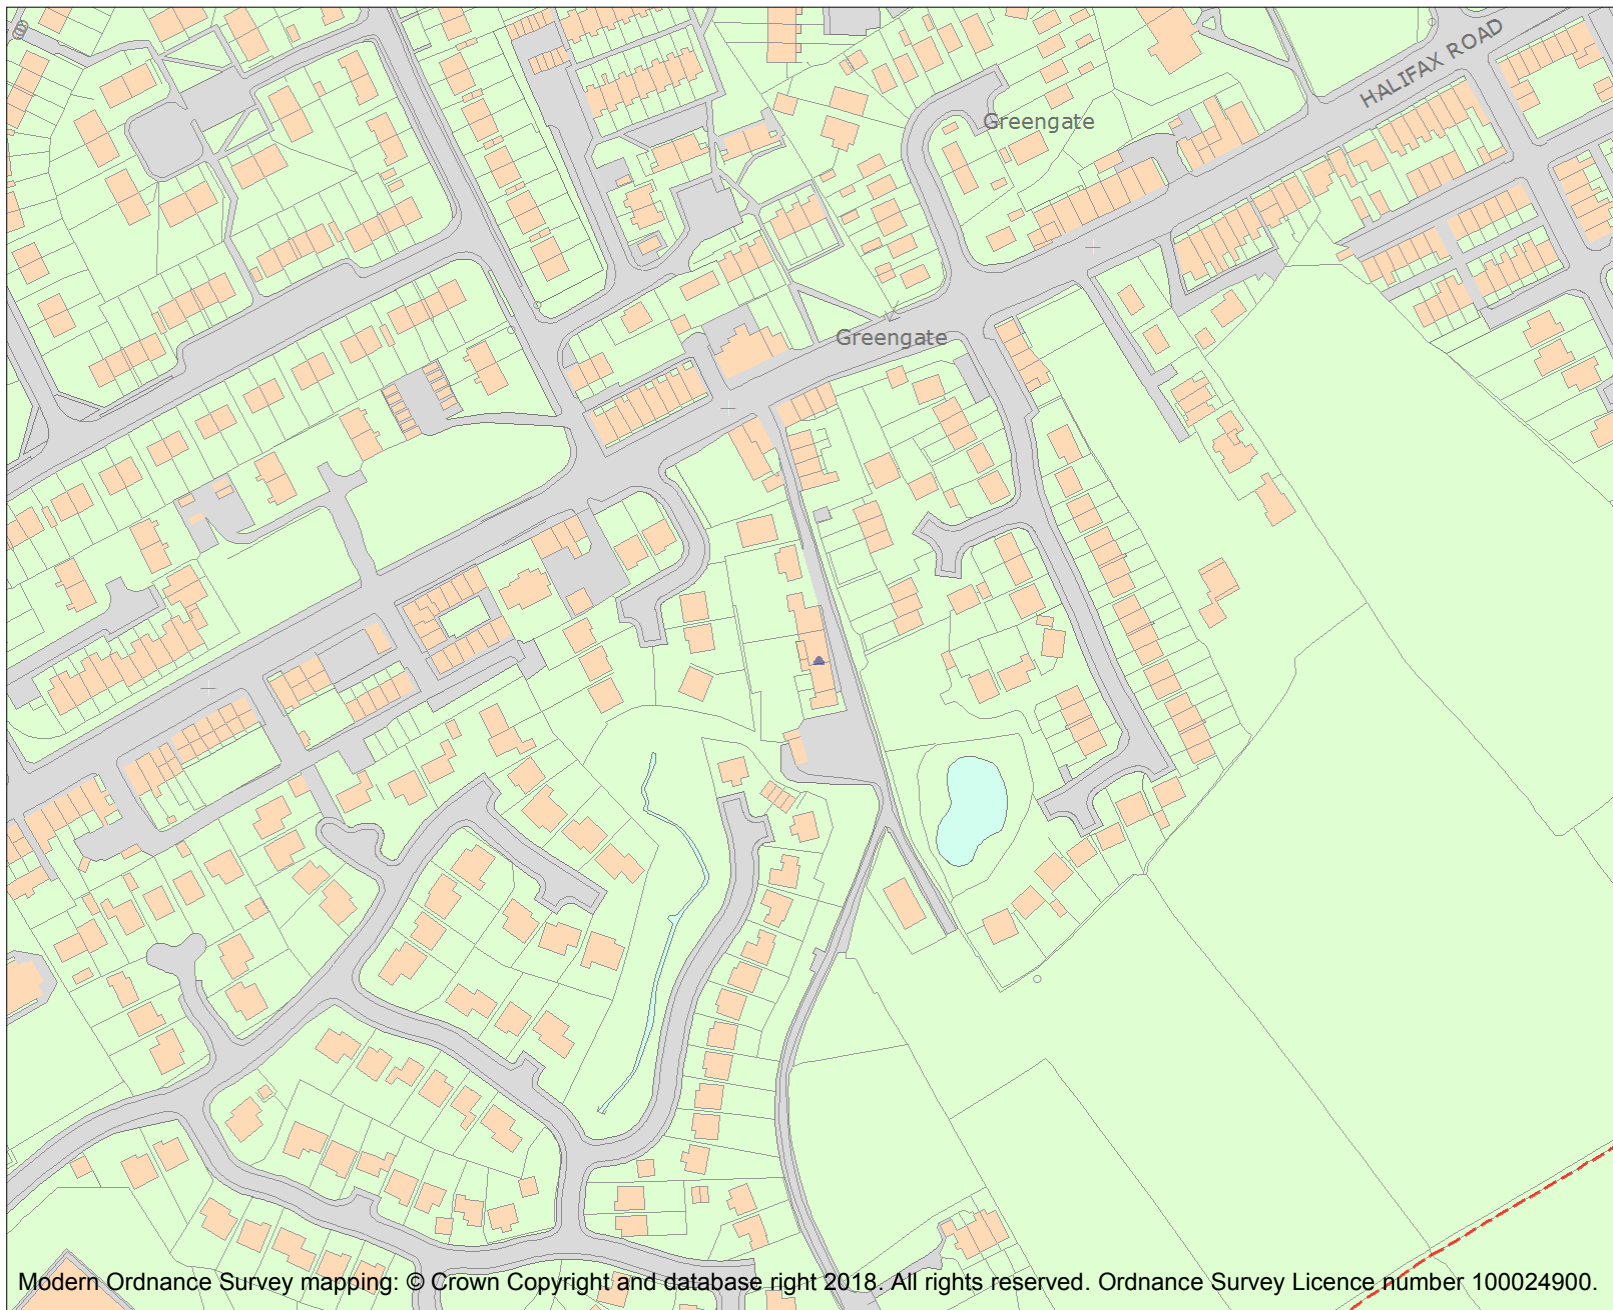 HALIFAX ROAD
Greengate
Greengate
Modern Ordnance Survey mapping: © Crown Copyright and database right 2018. All rights reserved. Ordnance Survey Licence number 100024900.